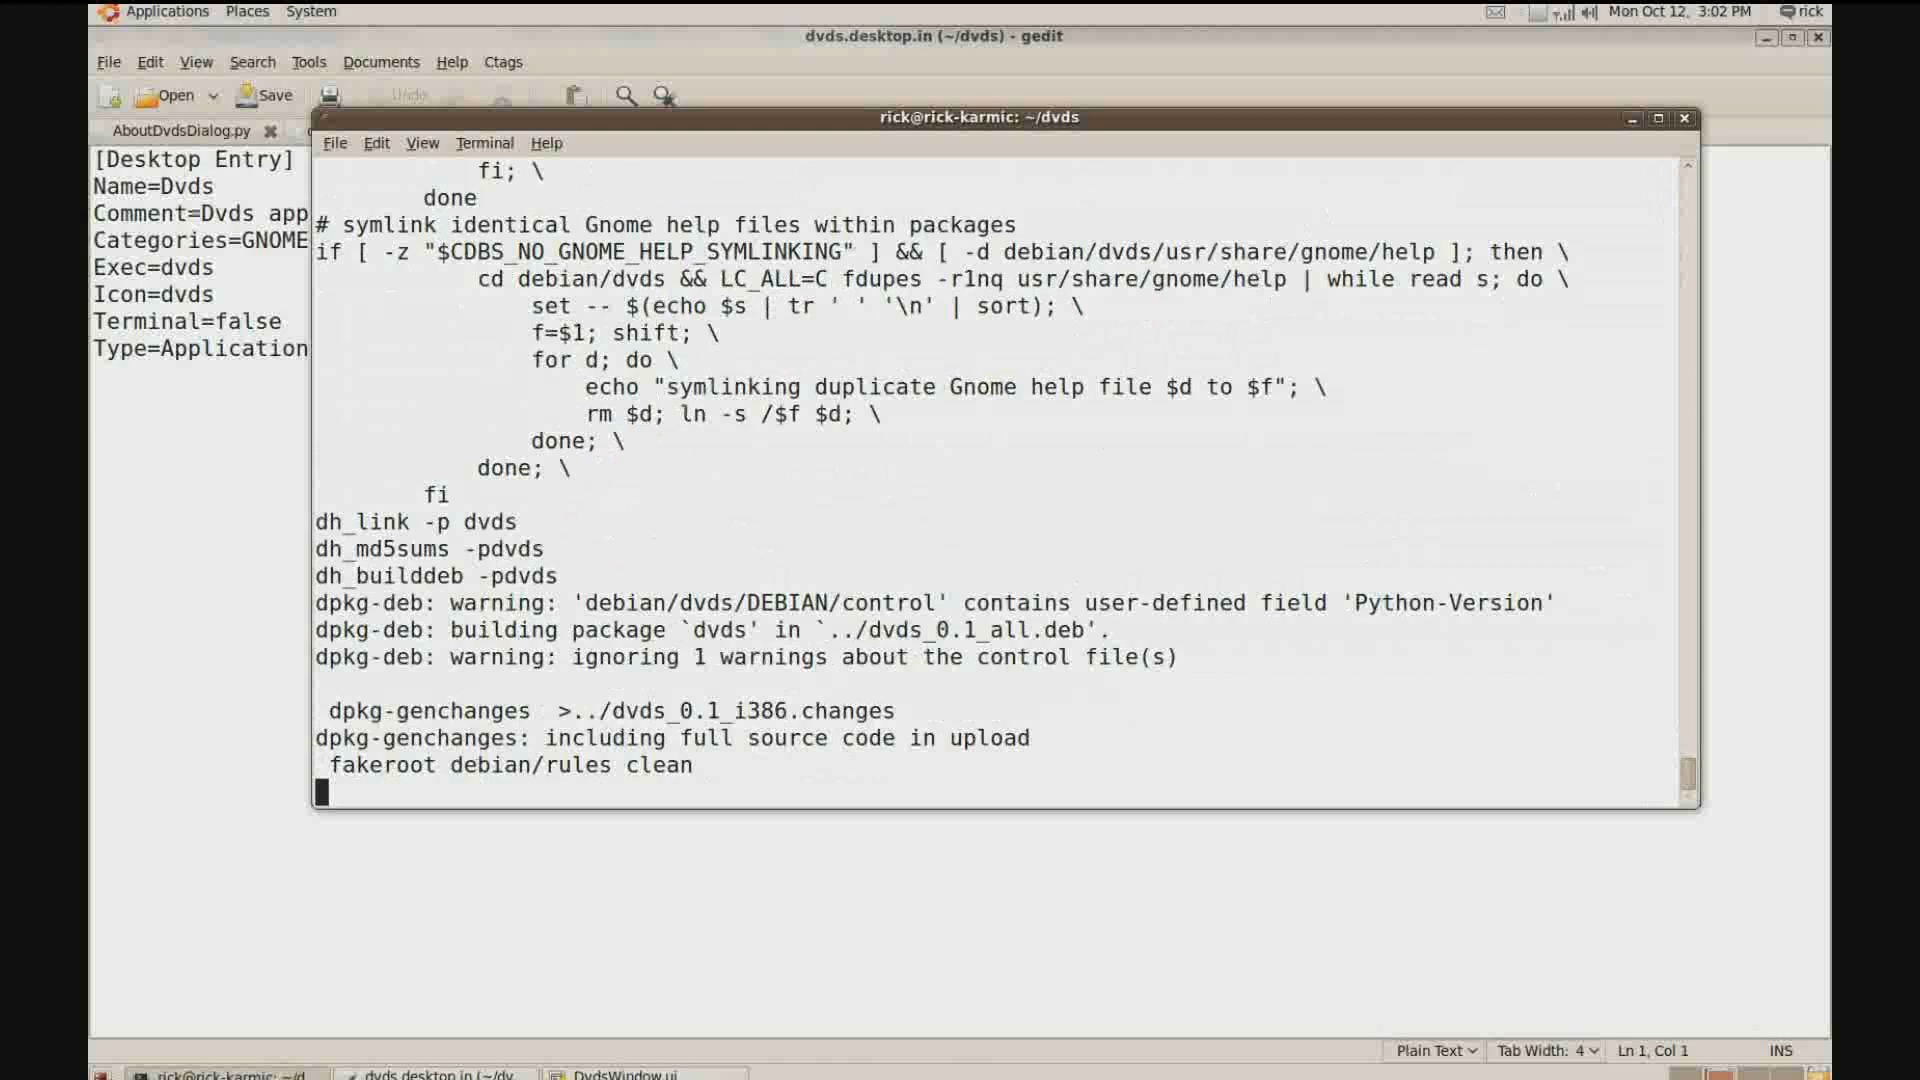 Applications Places System Mon Oct 12, 3:02 PM rick
dvds.desktop.in (~/dvds) - gedit
File Edit View Search Tools Documents Help Ctags
Open Save Undo
AboutDvdsDialog.py
rick@rick-karmic: ~/dvds
File Edit View Terminal Help
[Desktop Entry]
Name=Dvds
Comment=Dvds app
Categories=GNOME
Exec=dvds
Icon=dvds
Terminal=false
Type=Application
fi; \
done
# symlink identical Gnome help files within packages
if [ -z "$CDBS_NO_GNOME_HELP_SYMLINKING" ] && [ -d debian/dvds/usr/share/gnome/help ]; then \
cd debian/dvds && LC_ALL=C fdupes -r1nq usr/share/gnome/help | while read s; do \
set -- $(echo $s | tr ' ' '\n' | sort); \
f=$1; shift; \
for d; do \
echo "symlinking duplicate Gnome help file $d to $f"; \
rm $d; ln -s /$f $d; \
done; \
done; \
fi
dh_link -p dvds
dh_md5sums -pdvds
dh_builddeb -pdvds
dpkg-deb: warning: 'debian/dvds/DEBIAN/control' contains user-defined field 'Python-Version'
dpkg-deb: building package `dvds' in `../dvds_0.1_all.deb'.
dpkg-deb: warning: ignoring 1 warnings about the control file(s)
dpkg-genchanges >../dvds_0.1_i386.changes
dpkg-genchanges: including full source code in upload
fakeroot debian/rules clean
Plain Text Tab Width: 4 Ln 1, Col 1 INS
rick@rick-karmic: ~/d dvds.desktop.in (~/dv DvdsWindow.ui